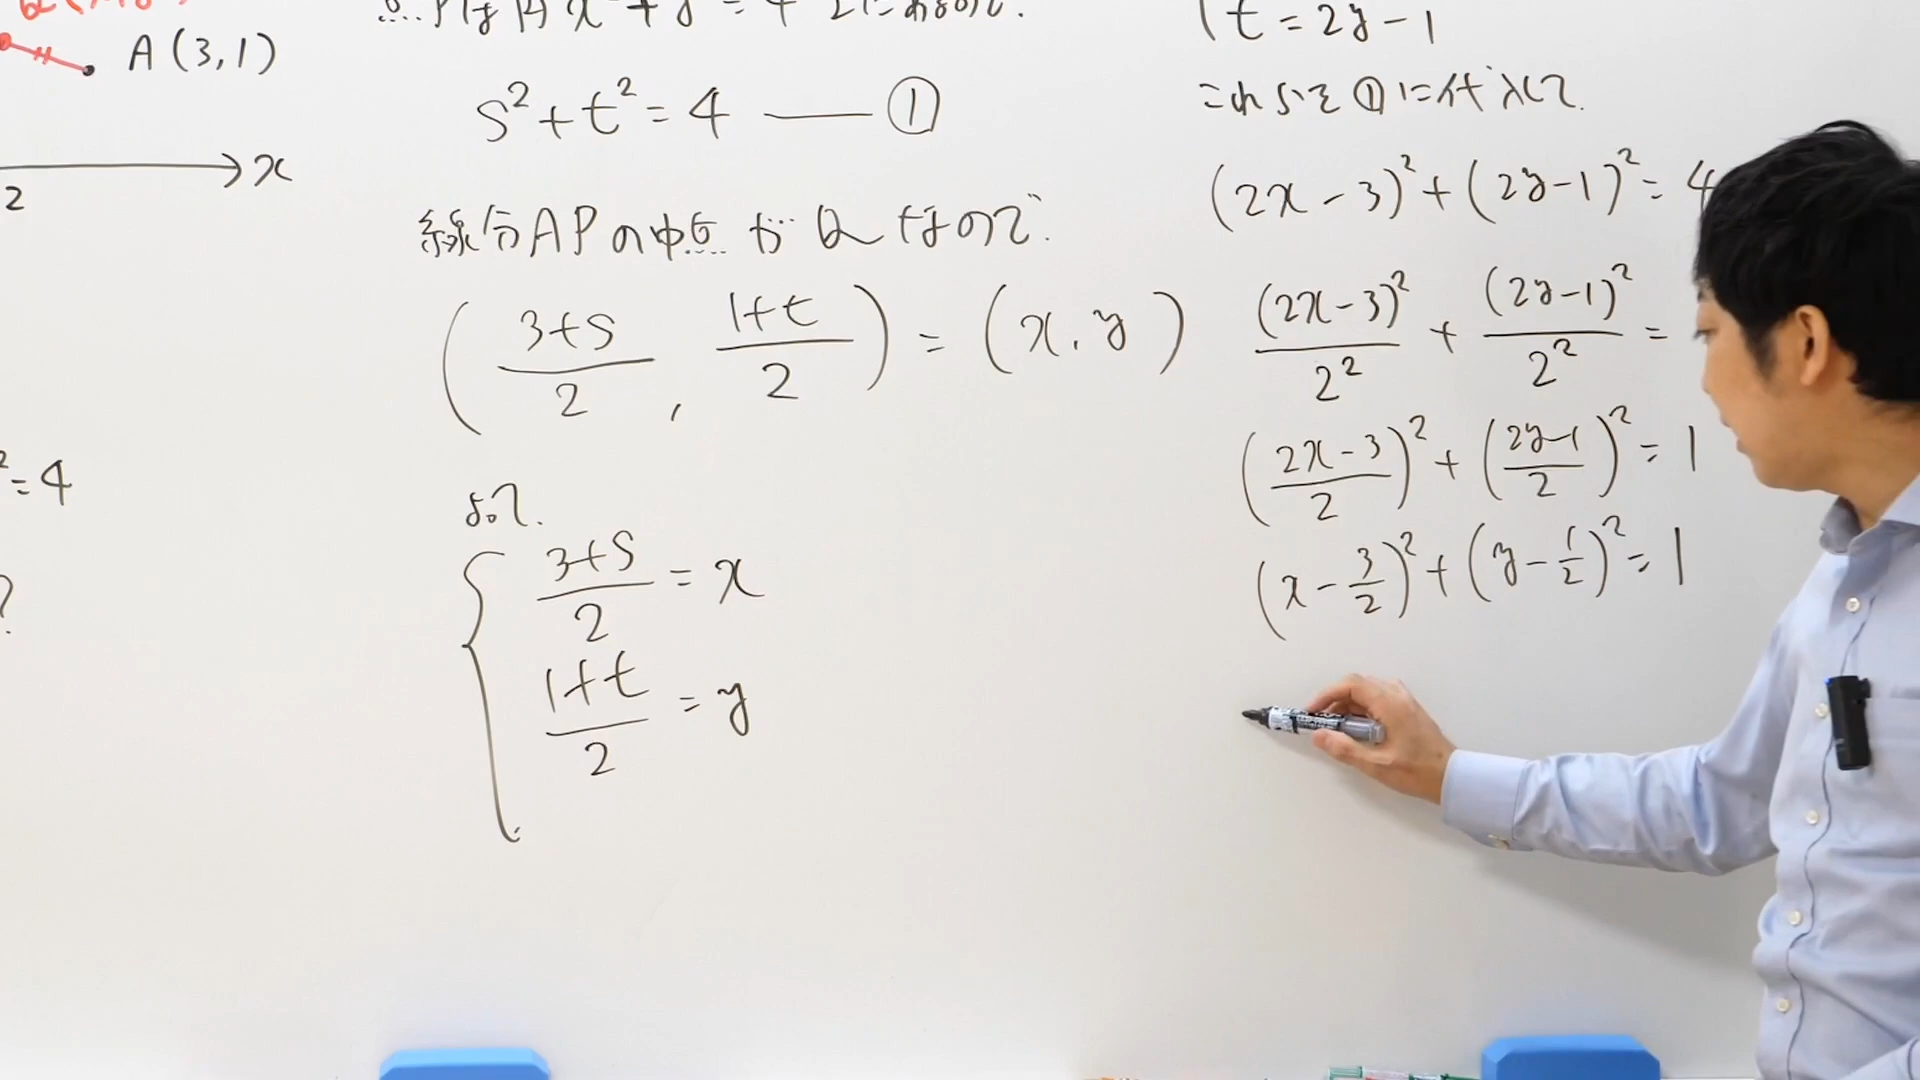 A(3,1)
x
2
²=4
?
点Pは円x²+y²=4上にあるので.
s²+t²=4 —— ①
線分APの中点がQなので.
(3+s/2, 1+t/2) = (x, y)
よって.
{ 3+s/2 = x
1+t/2 = y
t=2y-1
これらを①に代入して.
(2x-3)²+(2y-1)²=4
(2x-3)²/2² + (2y-1)²/2² =
(2x-3/2)²+(2y-1/2)²=1
(x-3/2)²+(y-1/2)²=1